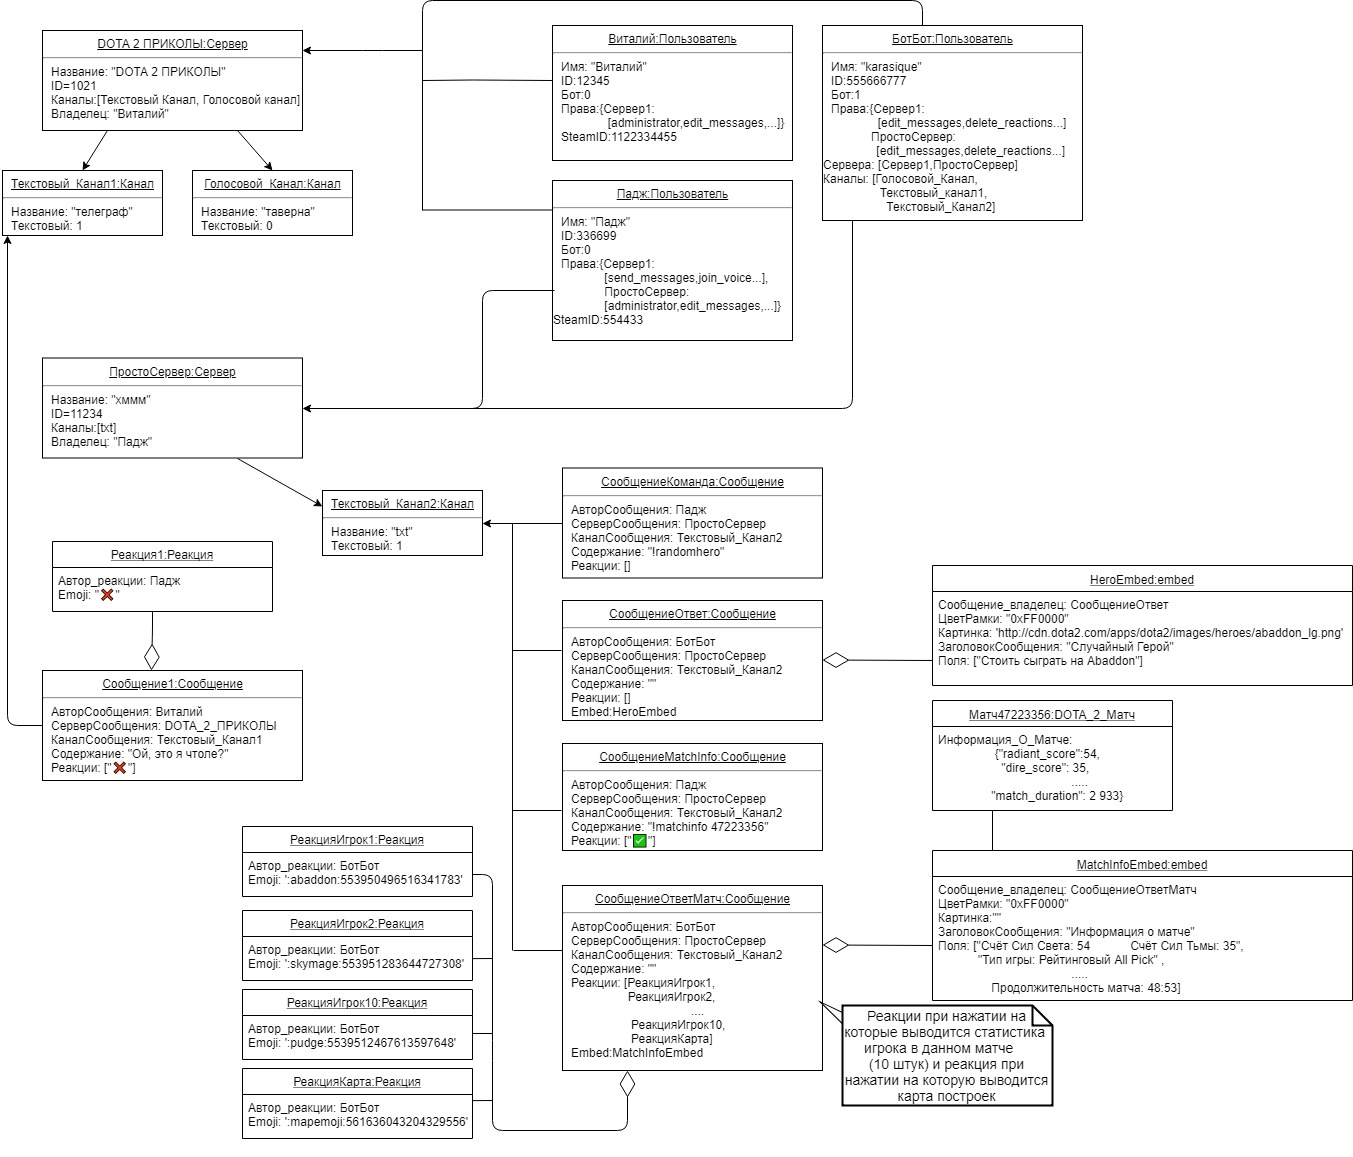 DOTA 2 ПРИКОЛЫ:Сервер
Название: "DOTA 2 ПРИКОЛЫ"
ID=1021
Каналы:[Текстовый Канал, Голосовой канал]
Владелец: "Виталий"
Текстовый_Канал1:Канал
Название: "телеграф"
Текстовый: 1
Голосовой_Канал:Канал
Название: "таверна"
Текстовый: 0
Виталий:Пользователь
Имя: "Виталий"
ID:12345
Бот:0
Права:{Сервер1:
[administrator,edit_messages,...]}
SteamID:1122334455
БотБот:Пользователь
Имя: "karasique"
ID:555666777
Бот:1
Права:{Сервер1:
[edit_messages,delete_reactions...]
ПростоСервер:
[edit_messages,delete_reactions...]
Сервера: [Сервер1,ПростоСервер]
Каналы: [Голосовой_Канал,
Текстовый_канал1,
Текстовый_Канал2]
Падж:Пользователь
Имя: "Падж"
ID:336699
Бот:0
Права:{Сервер1:
[send_messages,join_voice...],
ПростоСервер:
[administrator,edit_messages,...]}
SteamID:554433
ПростоСервер:Сервер
Название: "хммм"
ID=11234
Каналы:[txt]
Владелец: "Падж"
Текстовый_Канал2:Канал
Название: "txt"
Текстовый: 1
Реакция1:Реакция
Автор_реакции: Падж
Emoji: "❌"
Сообщение1:Сообщение
АвторСообщения: Виталий
СерверСообщения: DOTA_2_ПРИКОЛЫ
КаналСообщения: Текстовый_Канал1
Содержание: "Ой, это я чтоле?"
Реакции: ["❌"]
СообщениеКоманда:Сообщение
АвторСообщения: Падж
СерверСообщения: ПростоСервер
КаналСообщения: Текстовый_Канал2
Содержание: "!randomhero"
Реакции: []
СообщениеОтвет:Сообщение
АвторСообщения: БотБот
СерверСообщения: ПростоСервер
КаналСообщения: Текстовый_Канал2
Содержание: ""
Реакции: []
Embed:HeroEmbed
HeroEmbed:embed
Сообщение_владелец: СообщениеОтвет
ЦветРамки: "0xFF0000"
Картинка: 'http://cdn.dota2.com/apps/dota2/images/heroes/abaddon_lg.png'
ЗаголовокСообщения: "Случайный Герой"
Поля: ["Стоить сыграть на Abaddon"]
СообщениеMatchInfo:Сообщение
АвторСообщения: Падж
СерверСообщения: ПростоСервер
КаналСообщения: Текстовый_Канал2
Содержание: "!matchinfo 47223356"
Реакции: ["✅"]
Матч47223356:DOTA_2_Матч
Информация_О_Матче:
{"radiant_score":54,
"dire_score": 35,
.....
"match_duration": 2 933}
РеакцияИгрок1:Реакция
Автор_реакции: БотБот
Emoji: ':abaddon:553950496516341783'
РеакцияИгрок2:Реакция
Автор_реакции: БотБот
Emoji: ':skymage:553951283644727308'
РеакцияИгрок10:Реакция
Автор_реакции: БотБот
Emoji: ':pudge:5539512467613597648'
РеакцияКарта:Реакция
Автор_реакции: БотБот
Emoji: ':mapemoji:561636043204329556'
СообщениеОтветМатч:Сообщение
АвторСообщения: БотБот
СерверСообщения: ПростоСервер
КаналСообщения: Текстовый_Канал2
Содержание: ""
Реакции: [РеакцияИгрок1,
РеакцияИгрок2,
....
РеакцияИгрок10,
РеакцияКарта]
Embed:MatchInfoEmbed
MatchInfoEmbed:embed
Сообщение_владелец: СообщениеОтветМатч
ЦветРамки: "0xFF0000"
Картинка:""
ЗаголовокСообщения: "Информация о матче"
Поля: ["Счёт Сил Света: 54 Счёт Сил Тьмы: 35",
"Тип игры: Рейтинговый All Pick" ,
.....
Продолжительность матча: 48:53]
Реакции при нажатии на
которые выводится статистика
игрока в данном матче
(10 штук) и реакция при
нажатии на которую выводится
карта построек